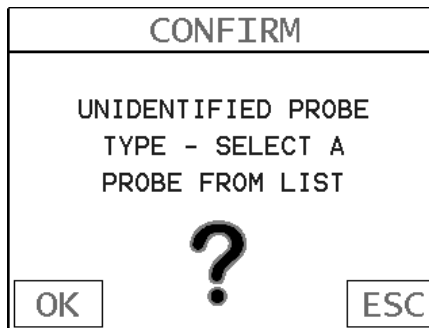 CONFIRM
UNIDENTIFIED PROBE
TYPE - SELECT A
PROBE FROM LIST
?
OK ESC